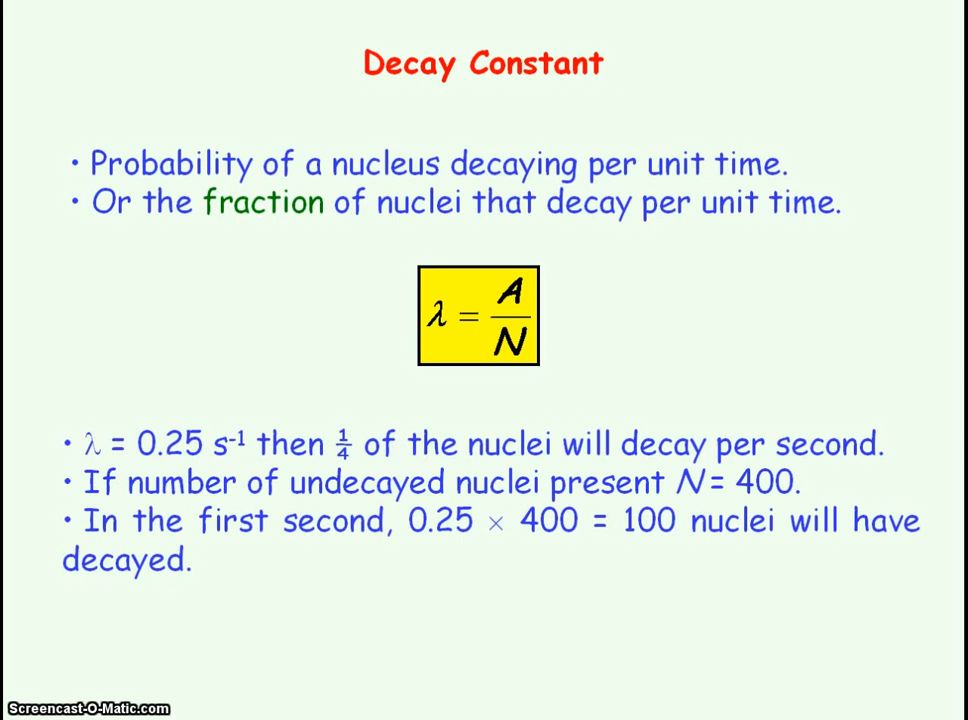 Decay Constant
• Probability of a nucleus decaying per unit time.
• Or the fraction of nuclei that decay per unit time.
λ = A/N
• λ = 0.25 s⁻¹ then ¼ of the nuclei will decay per second.
• If number of undecayed nuclei present N = 400.
• In the first second, 0.25 × 400 = 100 nuclei will have
decayed.
Screencast-O-Matic.com